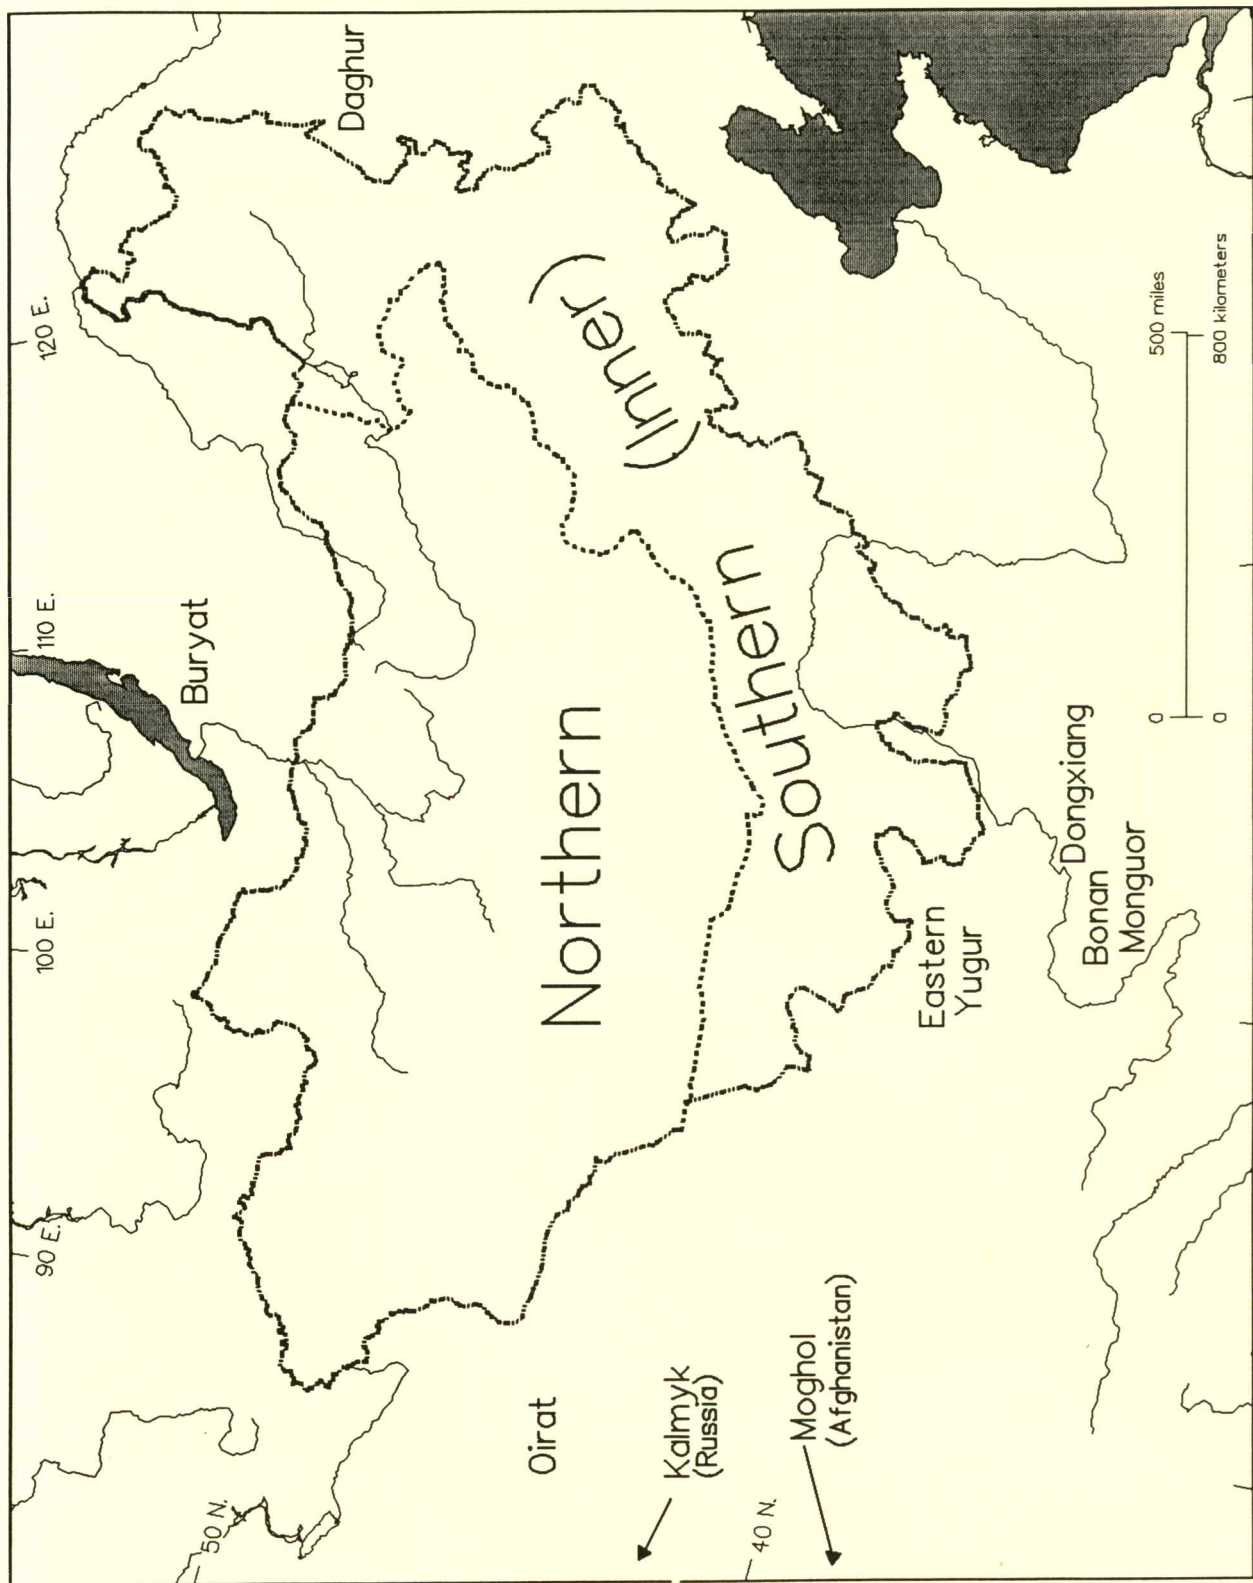 90 E.
100 E.
110 E.
120 E.
50 N.
Buryat
Daghur
Oirat
Northern
(Inner)
Southern
Kalmyk
(Russia)
40 N.
Moghol
(Afghanistan)
Eastern
Yugur
Dongxiang
Bonan
Monguor
0
500 miles
0
800 kilometers